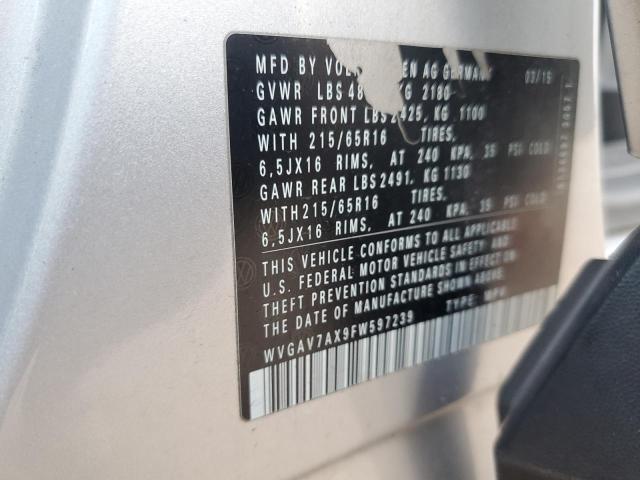 MFD BY VOL EN AG GERMANY 03/15
GVWR LBS 48 KG 2180
GAWR FRONT LBS 2425, KG 1100
WITH 215/65R16 TIRES,
6,5JX16 RIMS, AT 240 KPA, 35 PSI COLD
GAWR REAR LBS 2491, KG 1130
WITH 215/65R16 TIRES,
6,5JX16 RIMS, AT 240 KPA, 35 PSI COLD
THIS VEHICLE CONFORMS TO ALL APPLICABLE
U.S. FEDERAL MOTOR VEHICLE SAFETY AND
THEFT PREVENTION STANDARDS IN EFFECT ON
THE DATE OF MANUFACTURE SHOWN ABOVE.
WVGAV7AX9FW597239 TYPE: MPV